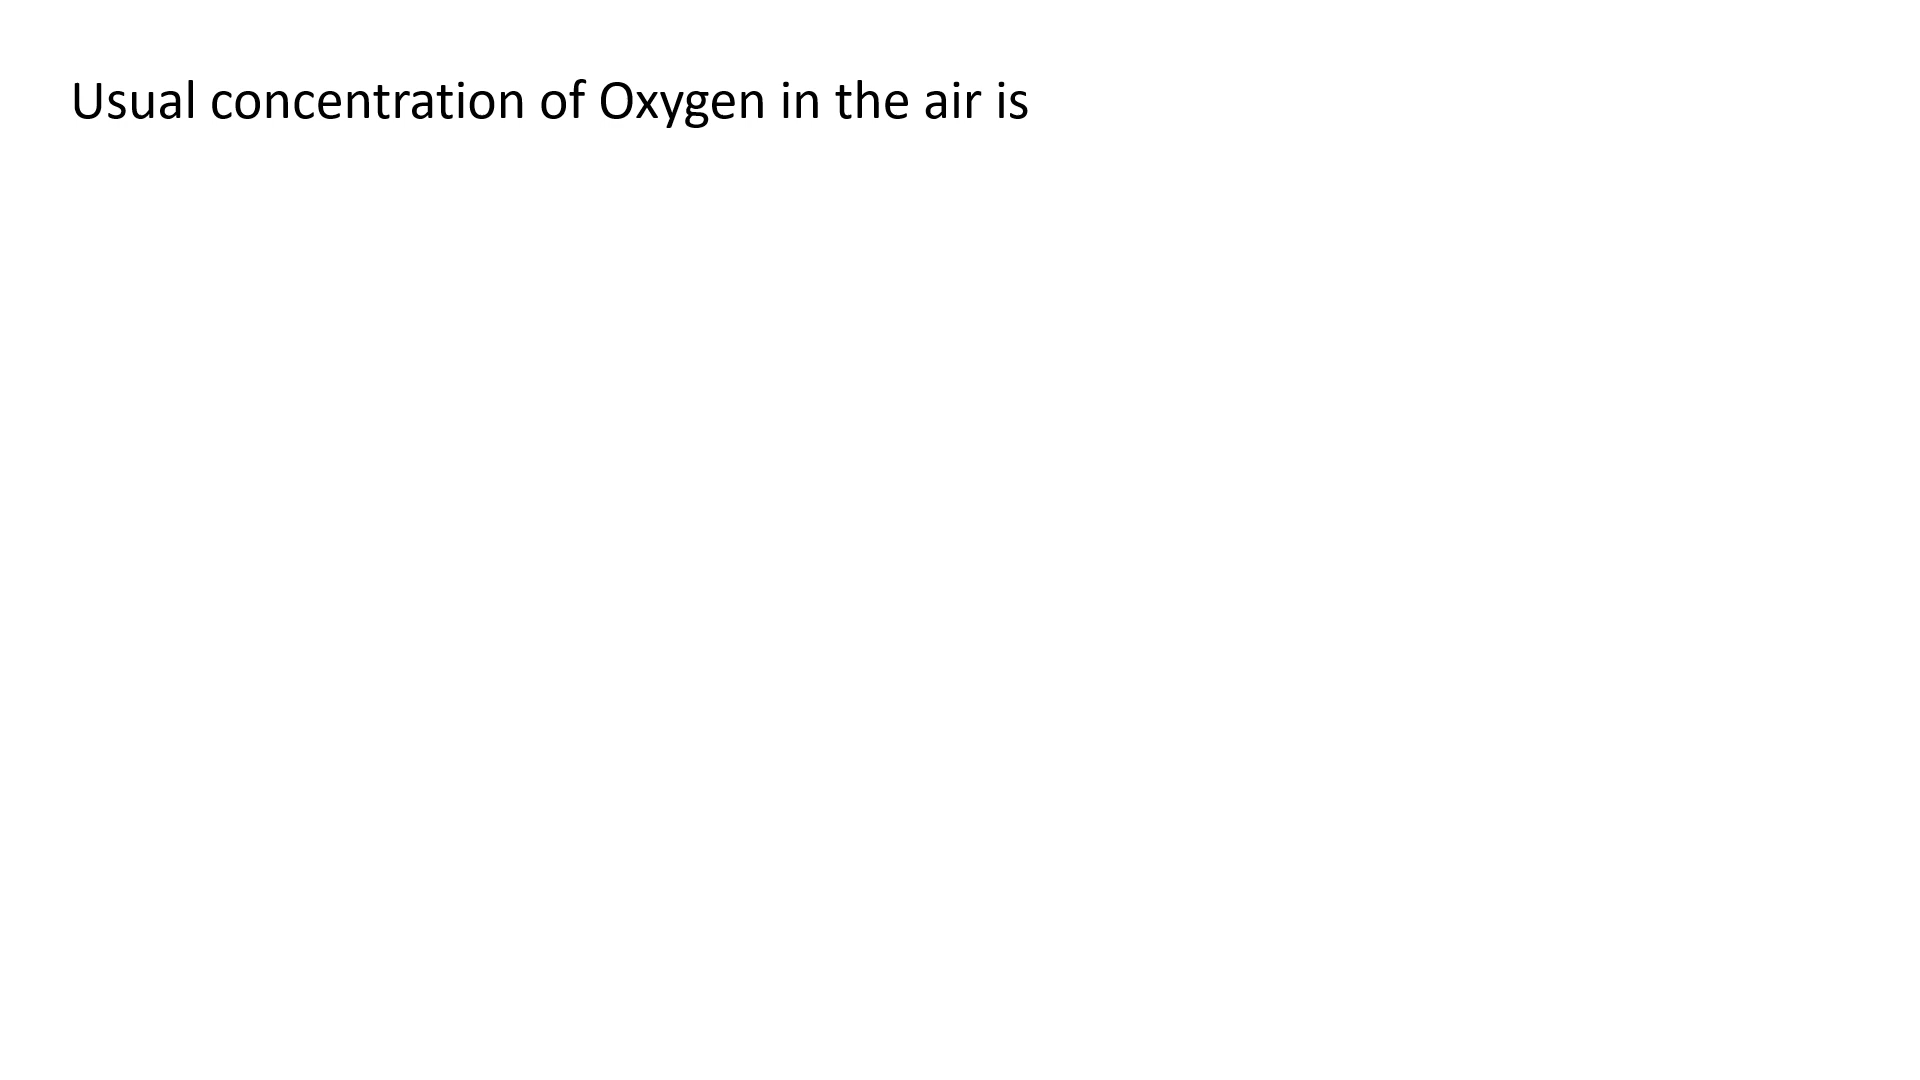 Usual concentration of Oxygen in the air is